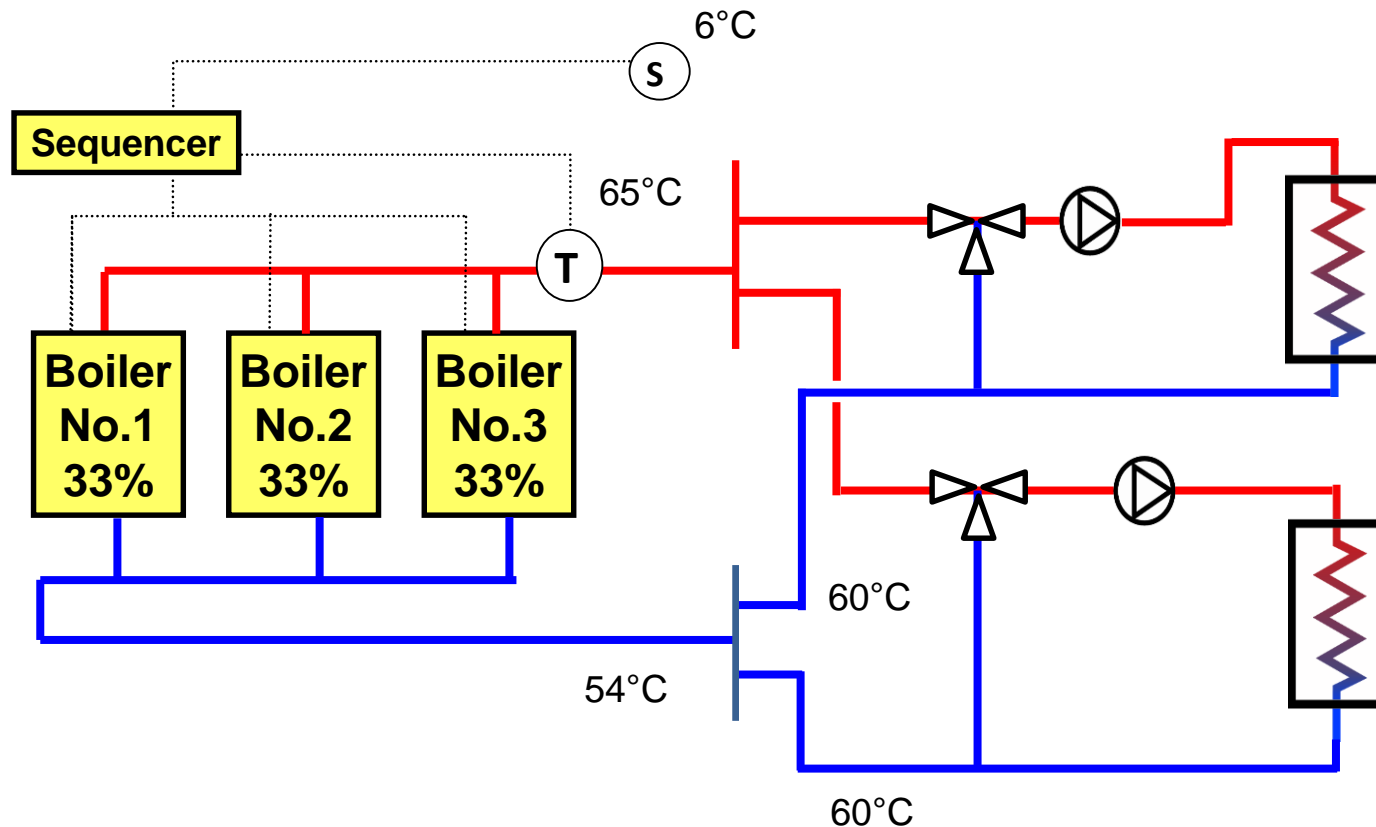 6°C
S
Sequencer
65°C
T
Boiler
No.1
33%
Boiler
No.2
33%
Boiler
No.3
33%
60°C
54°C
60°C